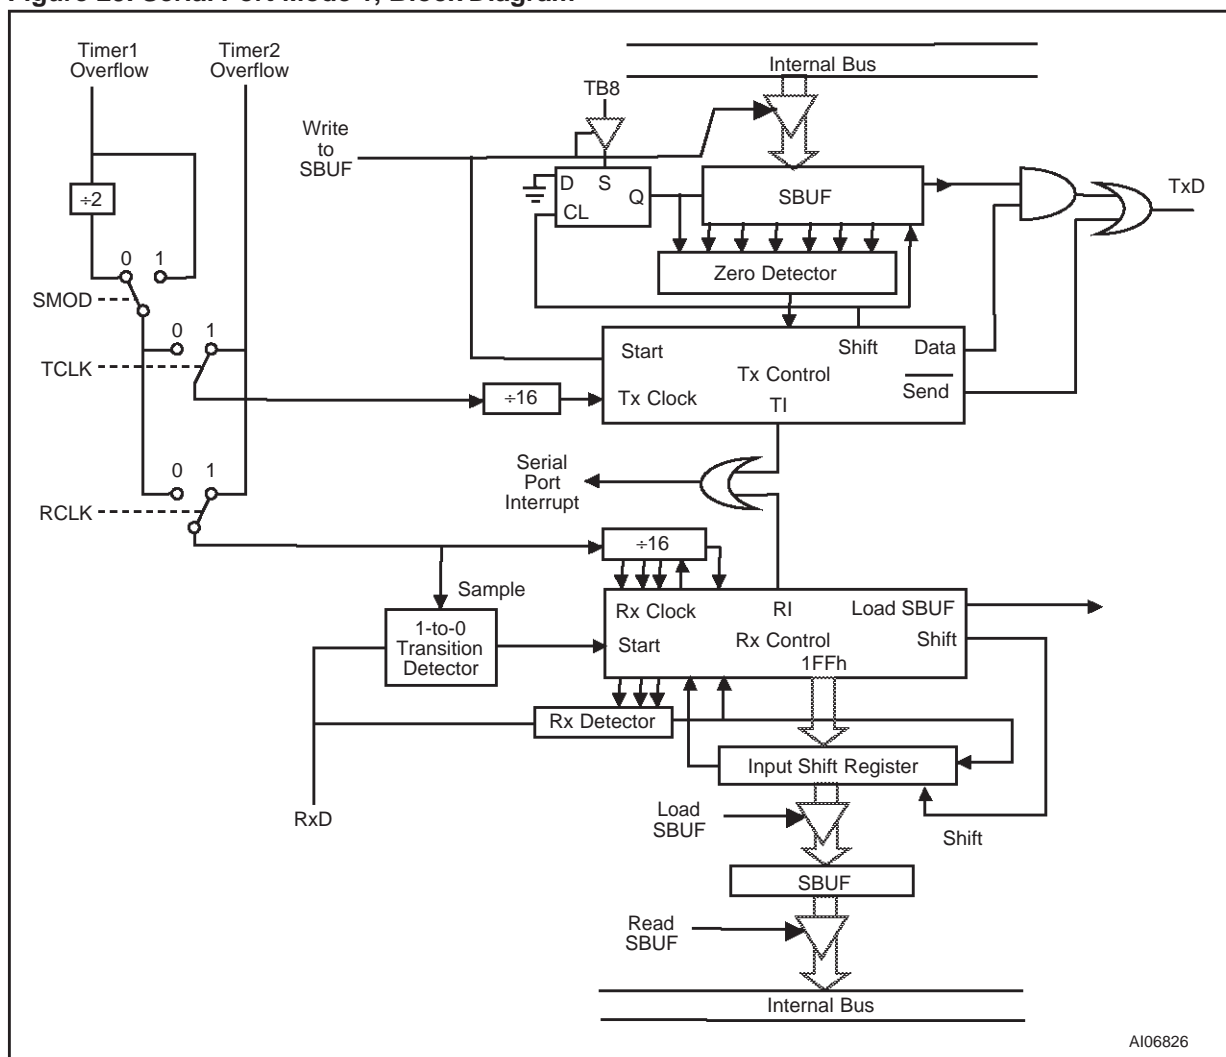 Timer1
Overflow
Timer2
Overflow
Internal Bus
TB8
Write
to
SBUF
D
S
CL
Q
SBUF
TxD
÷2
0
1
SMOD
Zero Detector
0
1
TCLK
Start
Shift
Data
Tx Control
Send
Tx Clock
TI
÷16
Serial
Port
Interrupt
0
1
RCLK
÷16
Sample
Rx Clock
RI
Load SBUF
1-to-0
Transition
Detector
Start
Rx Control
Shift
1FFh
Rx Detector
Input Shift Register
RxD
Load
SBUF
Shift
SBUF
Read
SBUF
Internal Bus
AI06826